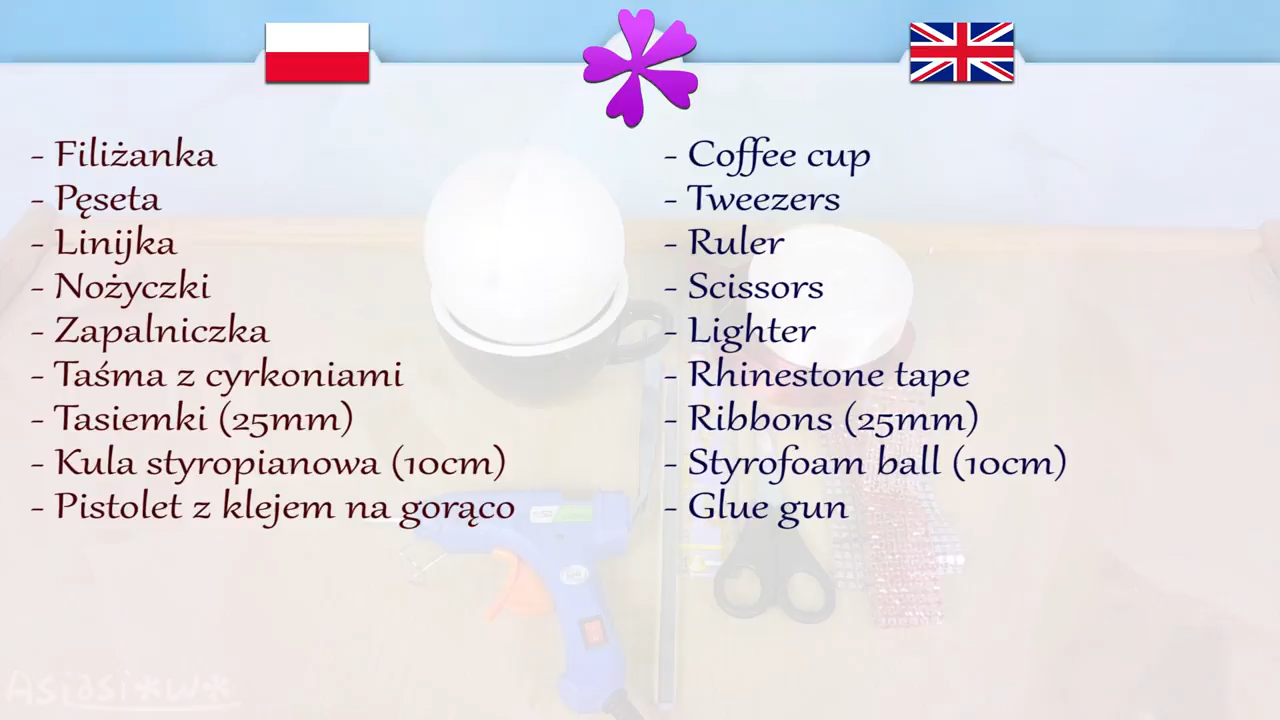 - Filiżanka
- Pęseta
- Linijka
- Nożyczki
- Zapalniczka
- Taśma z cyrkoniami
- Tasiemki (25mm)
- Kula styropianowa (10cm)
- Pistolet z klejem na gorąco
- Coffee cup
- Tweezers
- Ruler
- Scissors
- Lighter
- Rhinestone tape
- Ribbons (25mm)
- Styrofoam ball (10cm)
- Glue gun
Asiasi*w*